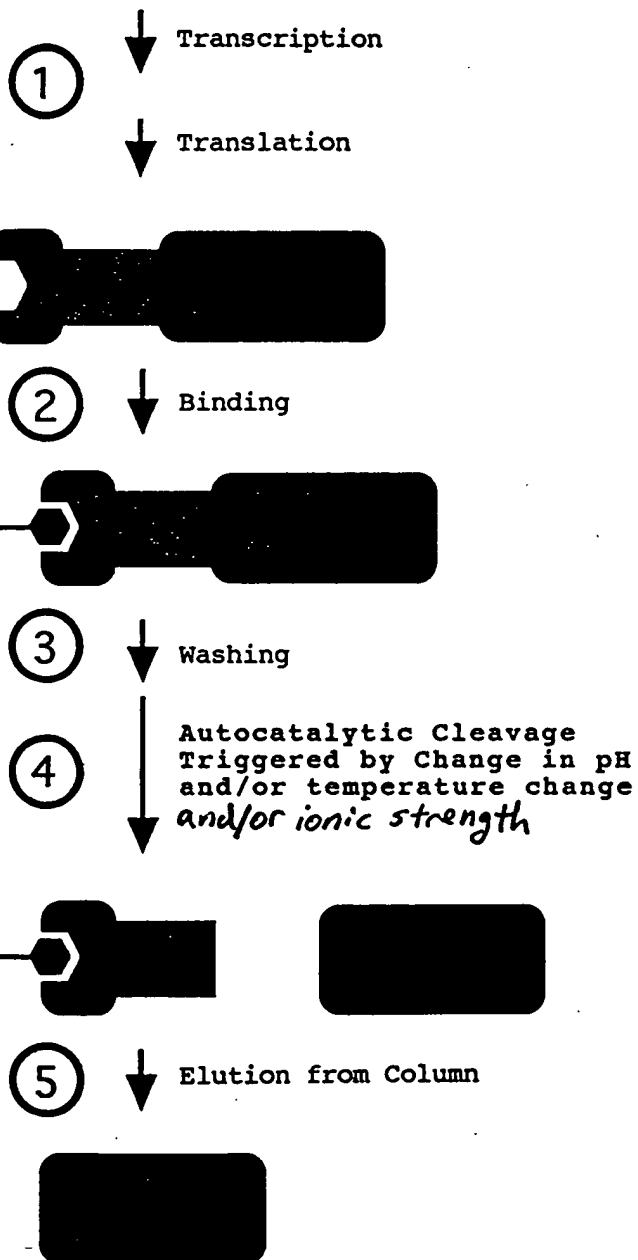 Transcription
1
Translation
2
Binding
3
Washing
4
Autocatalytic Cleavage
Triggered by Change in pH
and/or temperature change
and/or ionic strength
5
Elution from Column